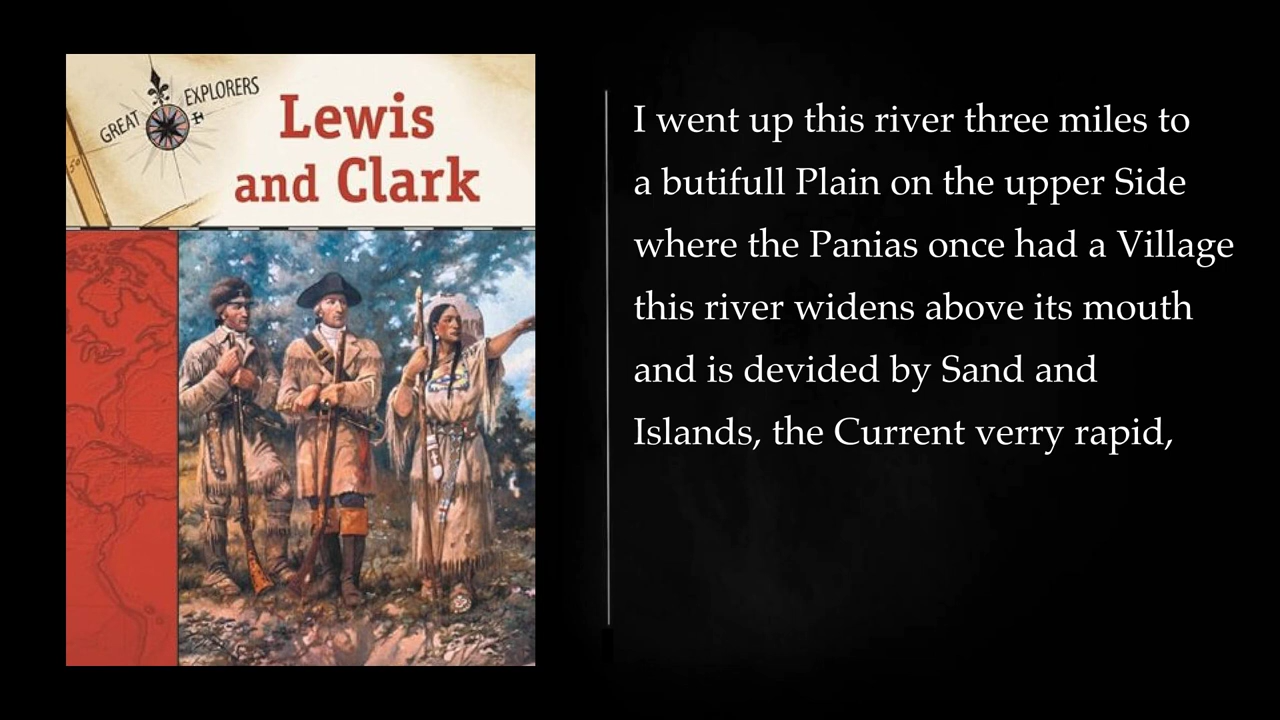 GREAT EXPLORERS
Lewis
and Clark
50
I went up this river three miles to
a butifull Plain on the upper Side
where the Panias once had a Village
this river widens above its mouth
and is devided by Sand and
Islands, the Current verry rapid,